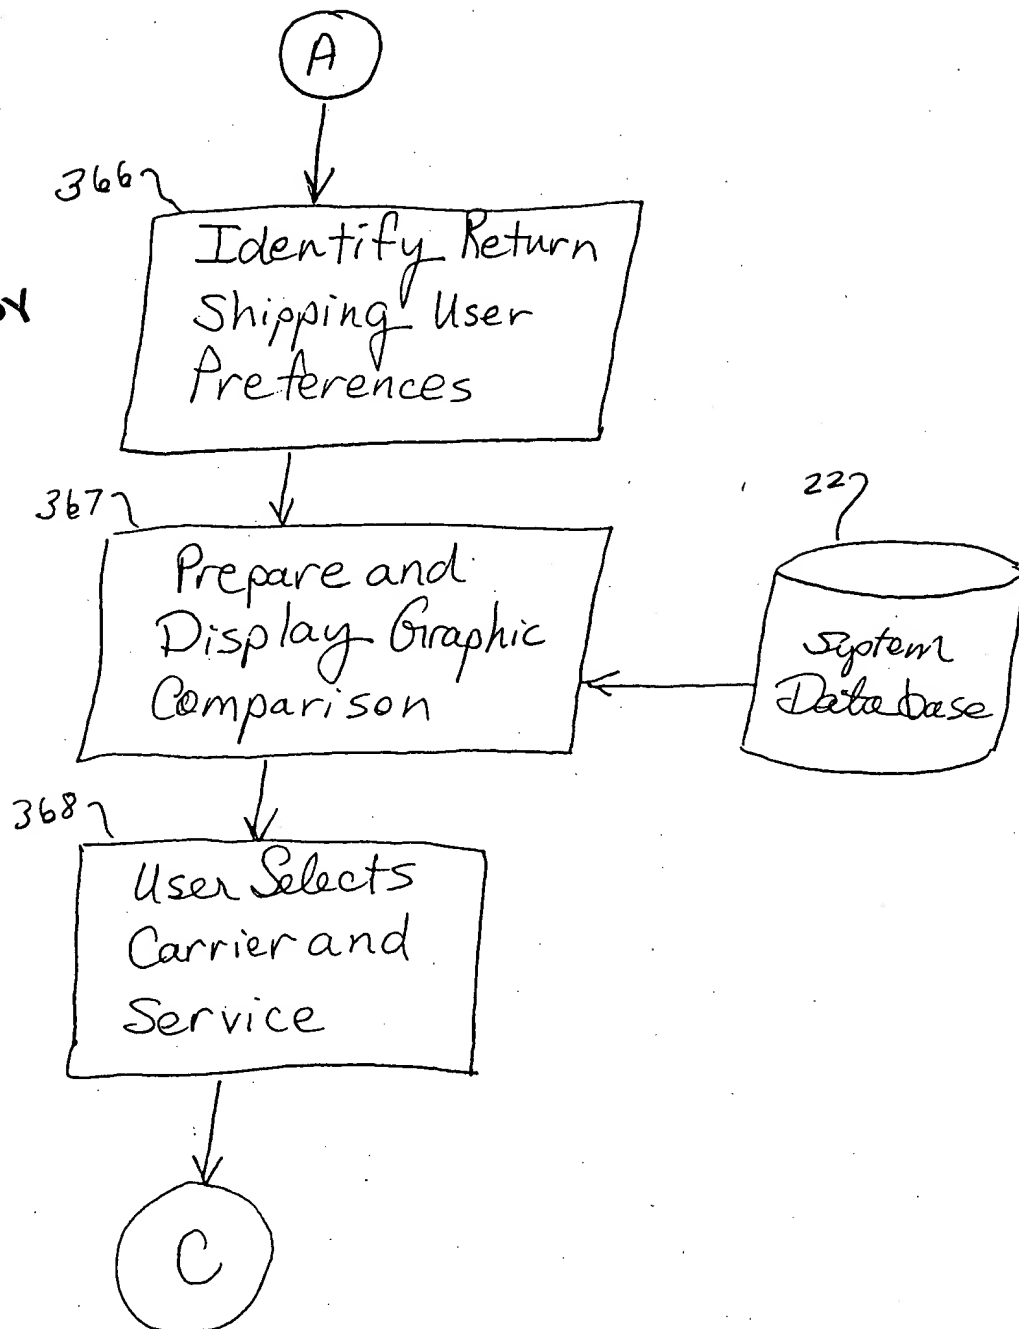 A
366
Identify Return
Shipping User
Preferences
367
Prepare and
Display Graphic
Comparison
22
System
Database
368
User Selects
Carrier and
Service
C